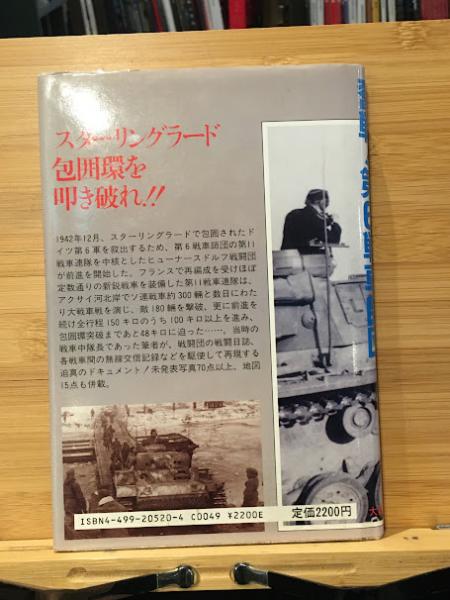 スターリングラード
包囲環を
叩き破れ!!
1942年12月、スターリングラードで包囲されたド
イツ第6軍を救出するため、第6戦車師団の第11
戦車連隊を中核としたヒューナースドルフ戦闘団
が前進を開始した。フランスで再編成を受けほぼ
定数通りの新鋭戦車を装備した第11戦車連隊は、
アクサイ河北岸でソ連戦車約300輛と数日にわた
り大戦車戦を演じ、敵180輛を撃破、更に前進を
続け全行程150キロのうち100キロ以上を進み、
包囲環突破まであと48キロに迫った……。当時の
戦車中隊長であった筆者が、戦闘団の戦闘日誌、
各戦車間の無線交信記録などを駆使して再現する
迫真のドキュメント!未発表写真70点以上、地図
15点も併載。
ISBN4-499-20520-4 C0049 ¥2200E
定価2200円
大